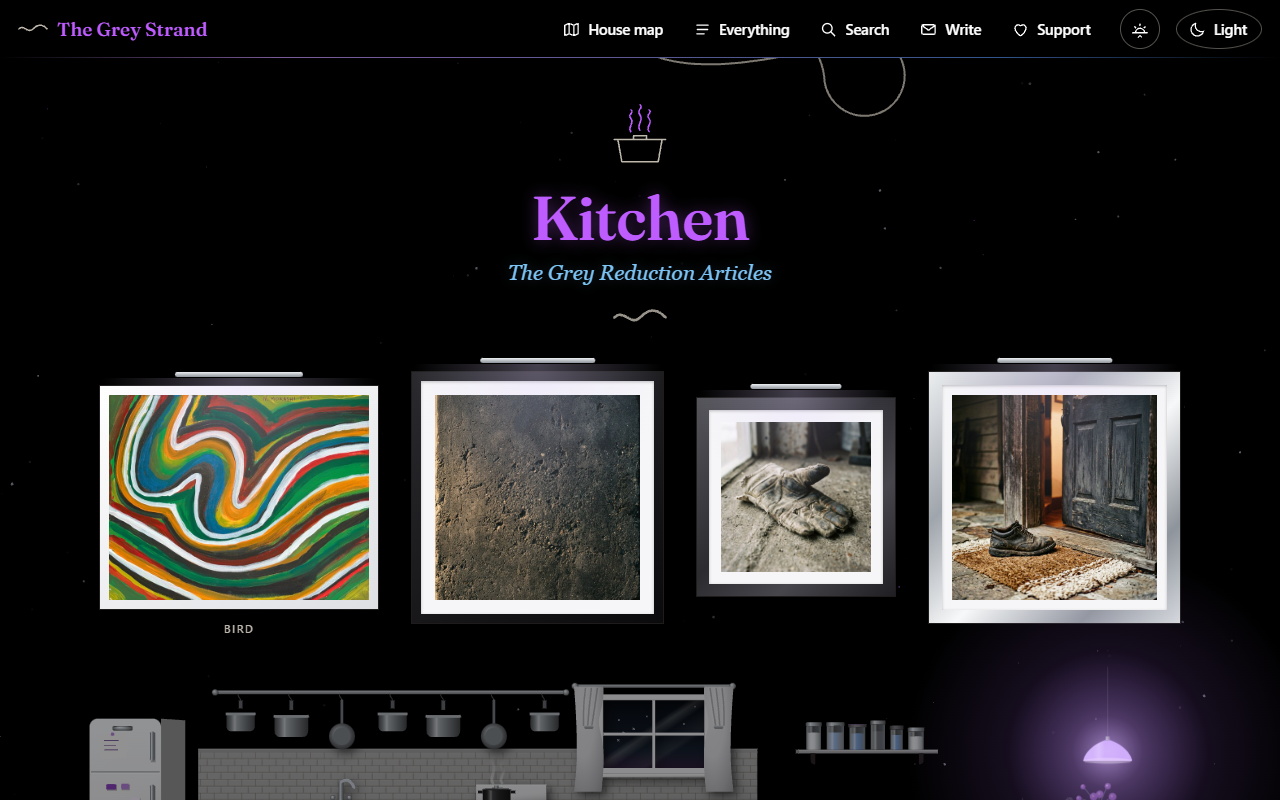 The Grey Strand
House map
Everything
Search
Write
Support
Light
Kitchen
The Grey Reduction Articles
BIRD